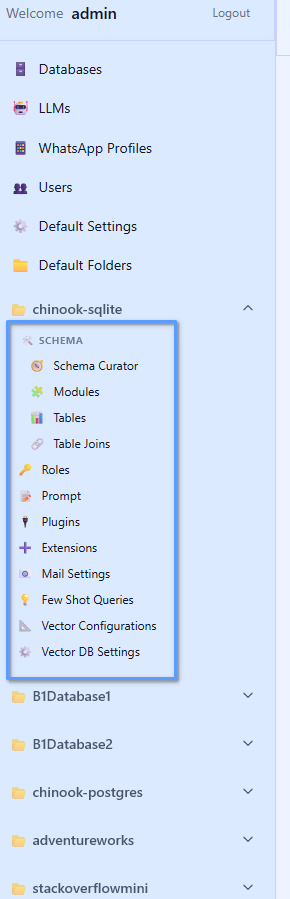 Welcome admin Logout
Databases
LLMs
WhatsApp Profiles
Users
Default Settings
Default Folders
chinook-sqlite
SCHEMA
Schema Curator
Modules
Tables
Table Joins
Roles
Prompt
Plugins
Extensions
Mail Settings
Few Shot Queries
Vector Configurations
Vector DB Settings
B1Database1
B1Database2
chinook-postgres
adventureworks
stackoverflowmini